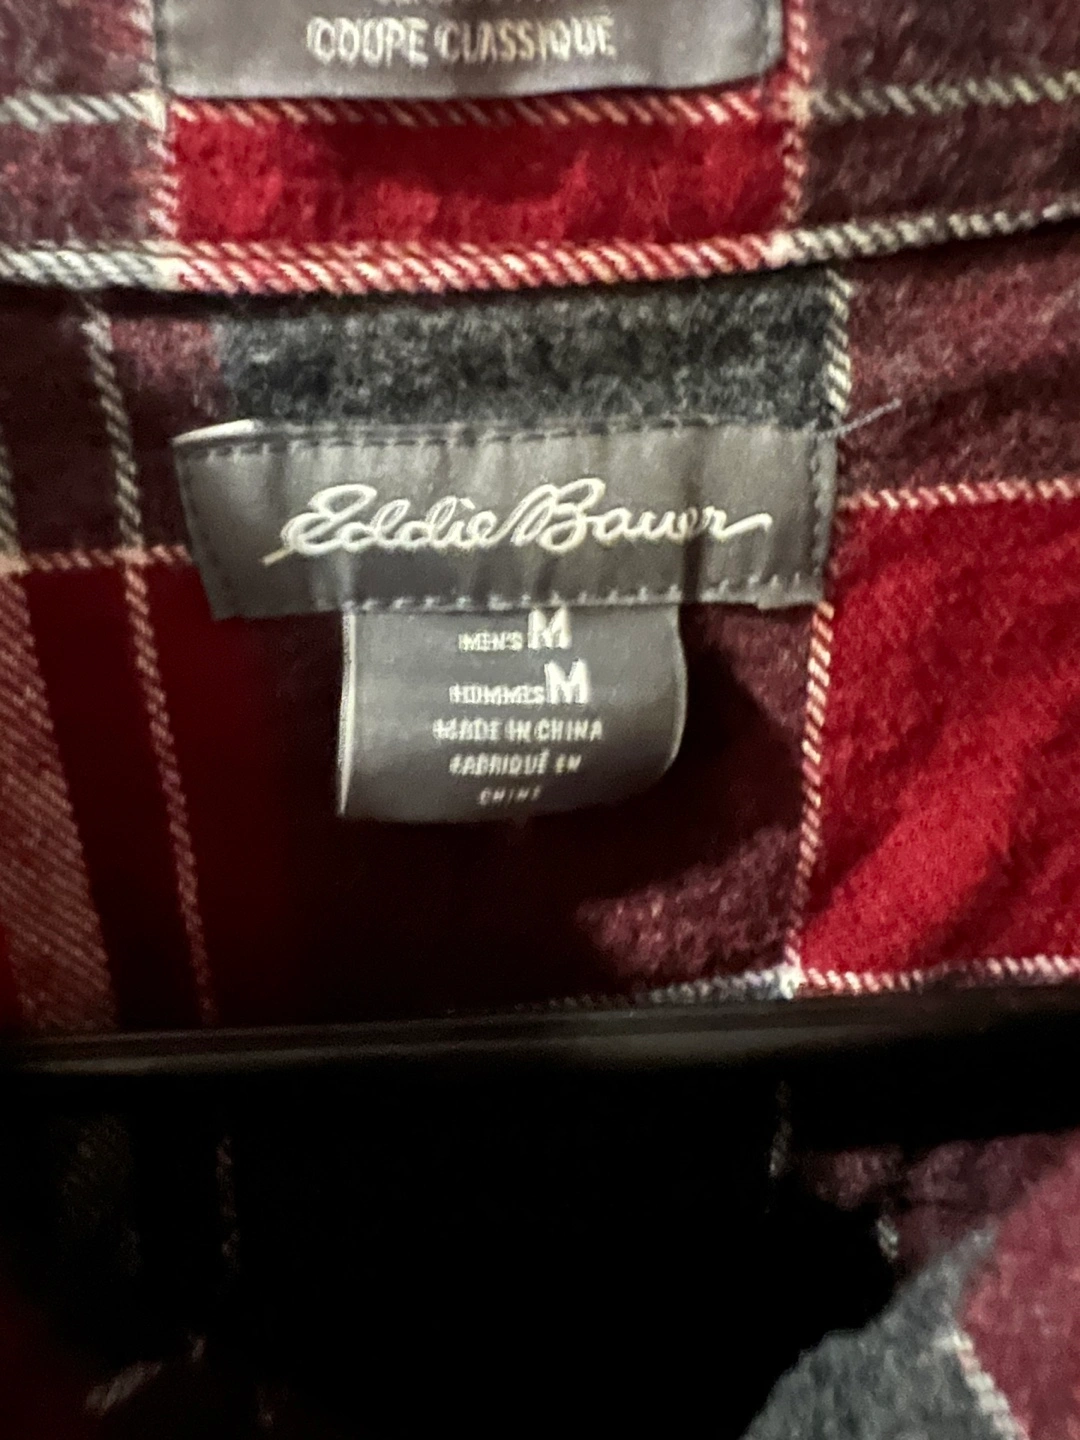 COUPE CLASSIQUE
Eddie Bauer
MEN'S M
HOMMES M
MADE IN CHINA
FABRIQUÉ EN
CHINE